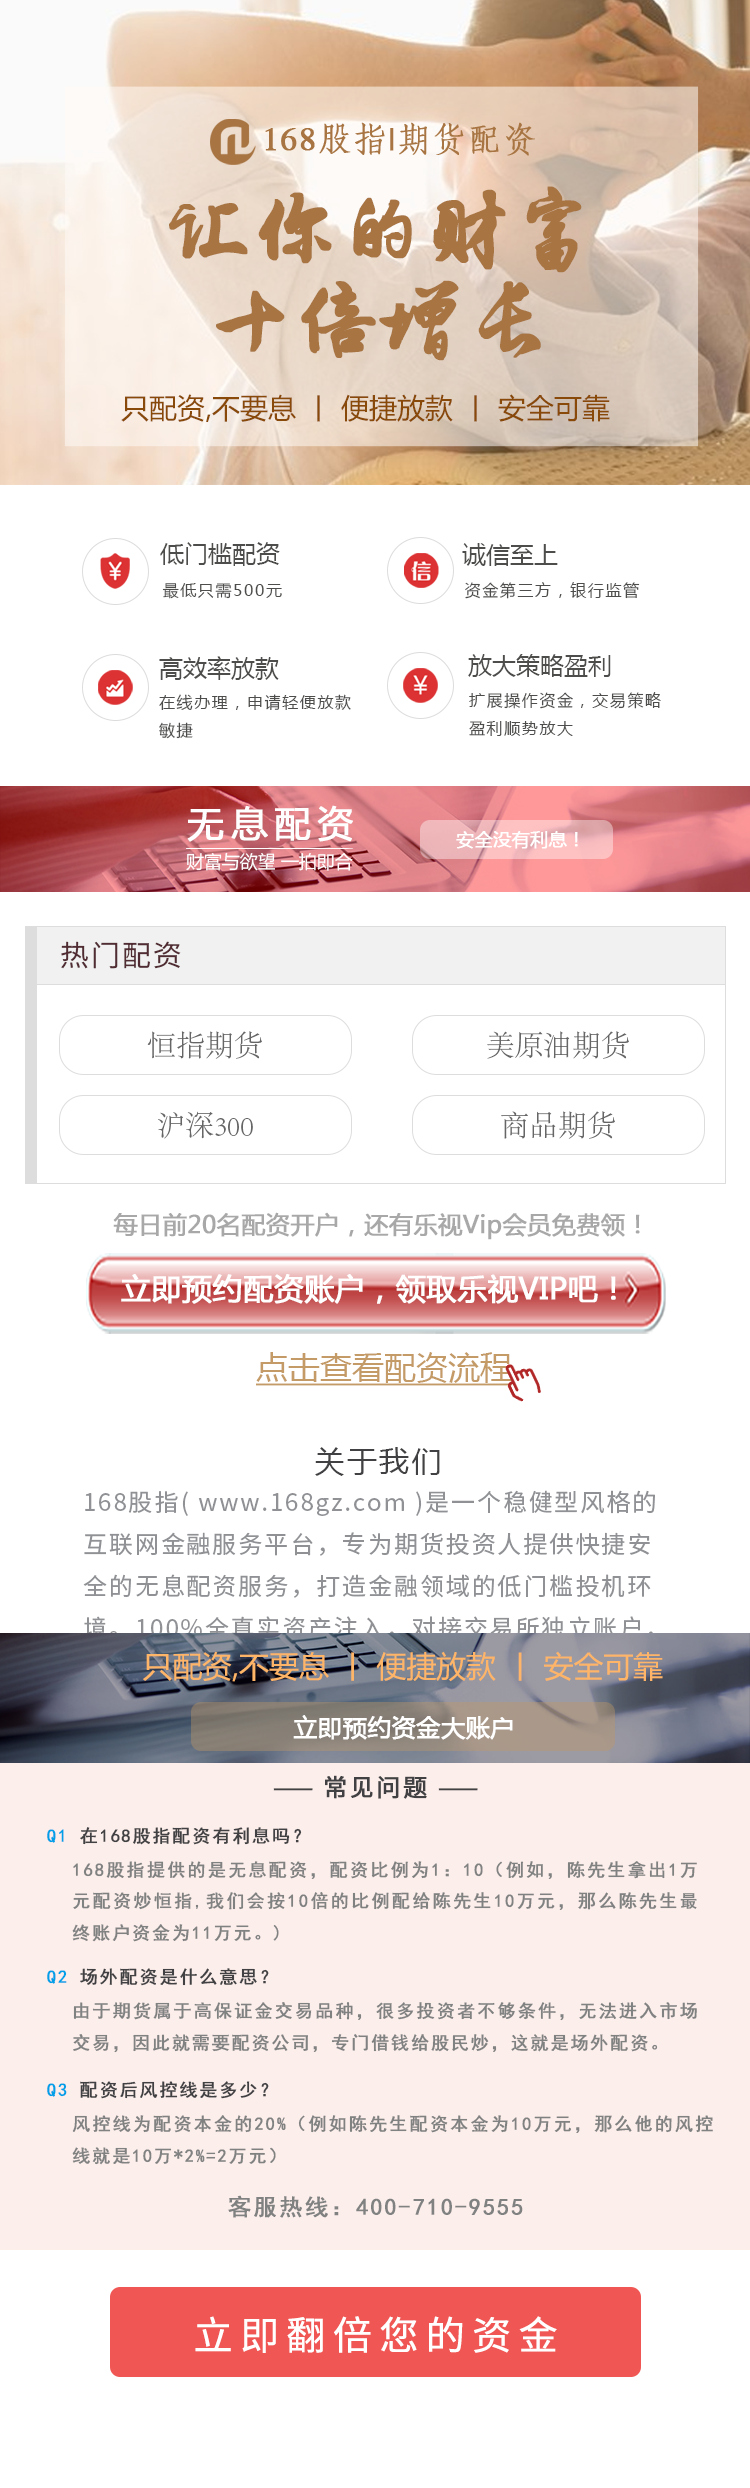 168股指|期货配资
让你的财富
十倍增长
只配资,不要息 | 便捷放款 | 安全可靠
低门槛配资
最低只需500元
诚信至上
资金第三方，银行监管
高效率放款
在线办理，申请轻便放款
敏捷
放大策略盈利
扩展操作资金，交易策略
盈利顺势放大
无息配资
财富与欲望 一拍即合
安全没有利息！
热门配资
恒指期货
美原油期货
沪深300
商品期货
每日前20名配资开户，还有乐视Vip会员免费领！
立即预约配资账户，领取乐视VIP吧！
点击查看配资流程
关于我们
168股指( www.168gz.com )是一个稳健型风格的
互联网金融服务平台，专为期货投资人提供快捷安
全的无息配资服务，打造金融领域的低门槛投机环
境。100%全真实资产注入、对接交易所独立账户，
只配资,不要息 | 便捷放款 | 安全可靠
立即预约资金大账户
常见问题
Q1 在168股指配资有利息吗？
168股指提供的是无息配资，配资比例为1：10（例如，陈先生拿出1万
元配资炒恒指,我们会按10倍的比例配给陈先生10万元，那么陈先生最
终账户资金为11万元。）
Q2 场外配资是什么意思？
由于期货属于高保证金交易品种，很多投资者不够条件，无法进入市场
交易，因此就需要配资公司，专门借钱给股民炒，这就是场外配资。
Q3 配资后风控线是多少？
风控线为配资本金的20%（例如陈先生配资本金为10万元，那么他的风控
线就是10万*2%=2万元）
客服热线：400-710-9555
立即翻倍您的资金